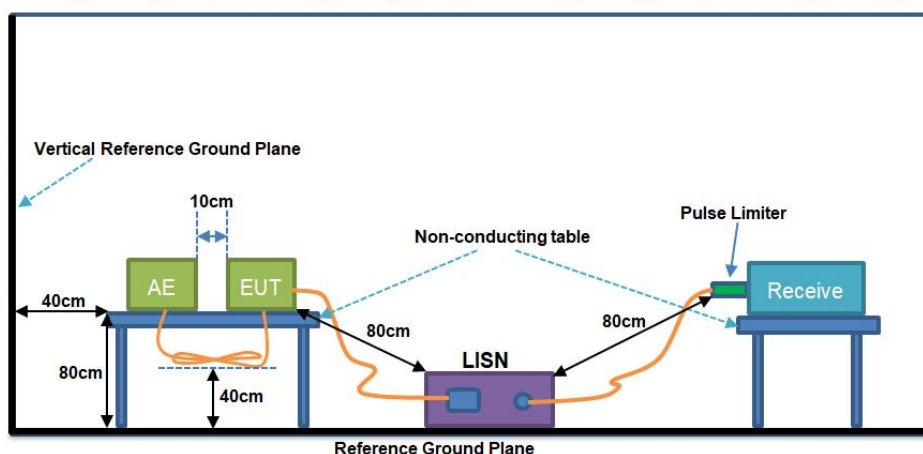 Vertical Reference Ground Plane
10cm
Pulse Limiter
Non-conducting table
AE
EUT
Receive
40cm
80cm
80cm
LISN
80cm
40cm
Reference Ground Plane